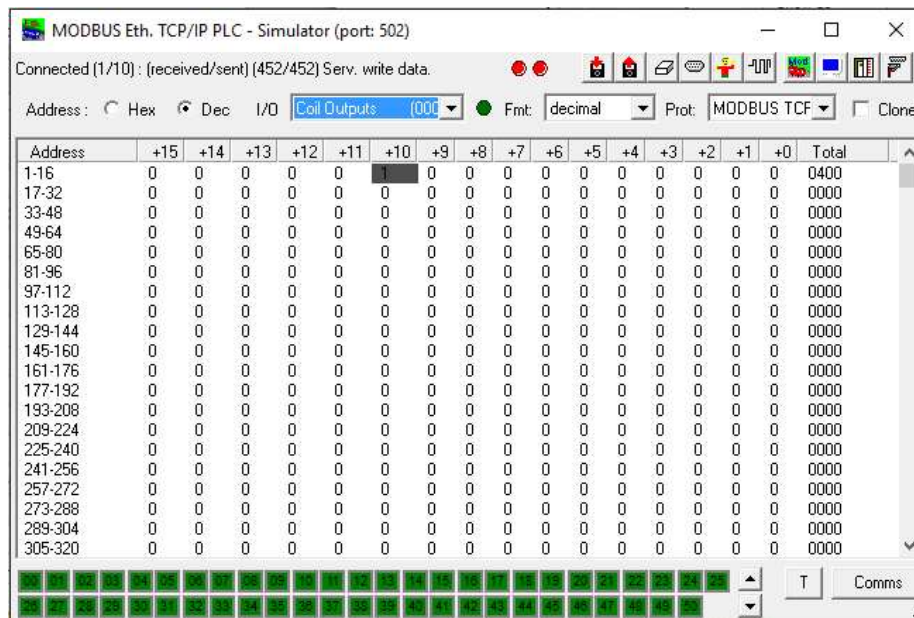 MODBUS Eth. TCP/IP PLC - Simulator (port: 502)
Connected (1/10) : (received/sent) (452/452) Serv. write data.
Address : Hex Dec I/O Coil Outputs (000 Fmt: decimal Prot: MODBUS TCP Clone
Address +15 +14 +13 +12 +11 +10 +9 +8 +7 +6 +5 +4 +3 +2 +1 +0 Total
1-16 0 0 0 0 0 1 0 0 0 0 0 0 0 0 0 0 0400
17-32 0 0 0 0 0 0 0 0 0 0 0 0 0 0 0 0 0000
33-48 0 0 0 0 0 0 0 0 0 0 0 0 0 0 0 0 0000
49-64 0 0 0 0 0 0 0 0 0 0 0 0 0 0 0 0 0000
65-80 0 0 0 0 0 0 0 0 0 0 0 0 0 0 0 0 0000
81-96 0 0 0 0 0 0 0 0 0 0 0 0 0 0 0 0 0000
97-112 0 0 0 0 0 0 0 0 0 0 0 0 0 0 0 0 0000
113-128 0 0 0 0 0 0 0 0 0 0 0 0 0 0 0 0 0000
129-144 0 0 0 0 0 0 0 0 0 0 0 0 0 0 0 0 0000
145-160 0 0 0 0 0 0 0 0 0 0 0 0 0 0 0 0 0000
161-176 0 0 0 0 0 0 0 0 0 0 0 0 0 0 0 0 0000
177-192 0 0 0 0 0 0 0 0 0 0 0 0 0 0 0 0 0000
193-208 0 0 0 0 0 0 0 0 0 0 0 0 0 0 0 0 0000
209-224 0 0 0 0 0 0 0 0 0 0 0 0 0 0 0 0 0000
225-240 0 0 0 0 0 0 0 0 0 0 0 0 0 0 0 0 0000
241-256 0 0 0 0 0 0 0 0 0 0 0 0 0 0 0 0 0000
257-272 0 0 0 0 0 0 0 0 0 0 0 0 0 0 0 0 0000
273-288 0 0 0 0 0 0 0 0 0 0 0 0 0 0 0 0 0000
289-304 0 0 0 0 0 0 0 0 0 0 0 0 0 0 0 0 0000
305-320 0 0 0 0 0 0 0 0 0 0 0 0 0 0 0 0 0000
00 01 02 03 04 05 06 07 08 09 10 11 12 13 14 15 16 17 18 19 20 21 22 23 24 25 T Comms
26 27 28 29 30 31 32 33 34 35 36 37 38 39 40 41 42 43 44 45 46 47 48 49 50